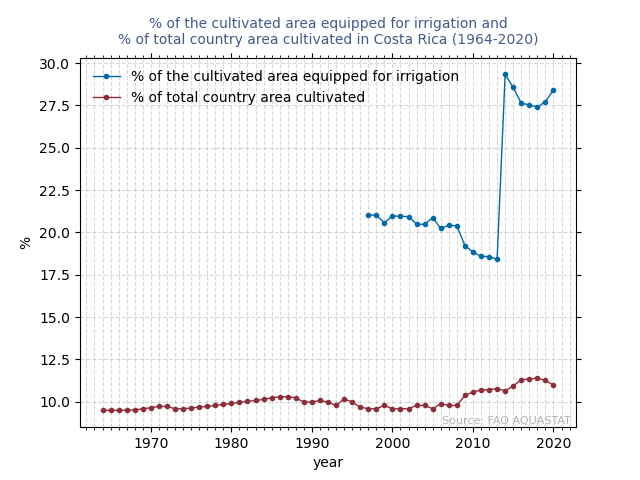 % of the cultivated area equipped for irrigation and
% of total country area cultivated in Costa Rica (1964-2020)
% of the cultivated area equipped for irrigation
% of total country area cultivated
30.0
27.5
25.0
22.5
20.0
17.5
15.0
12.5
10.0
%
Source: FAO AQUASTAT
1970 1980 1990 2000 2010 2020
year